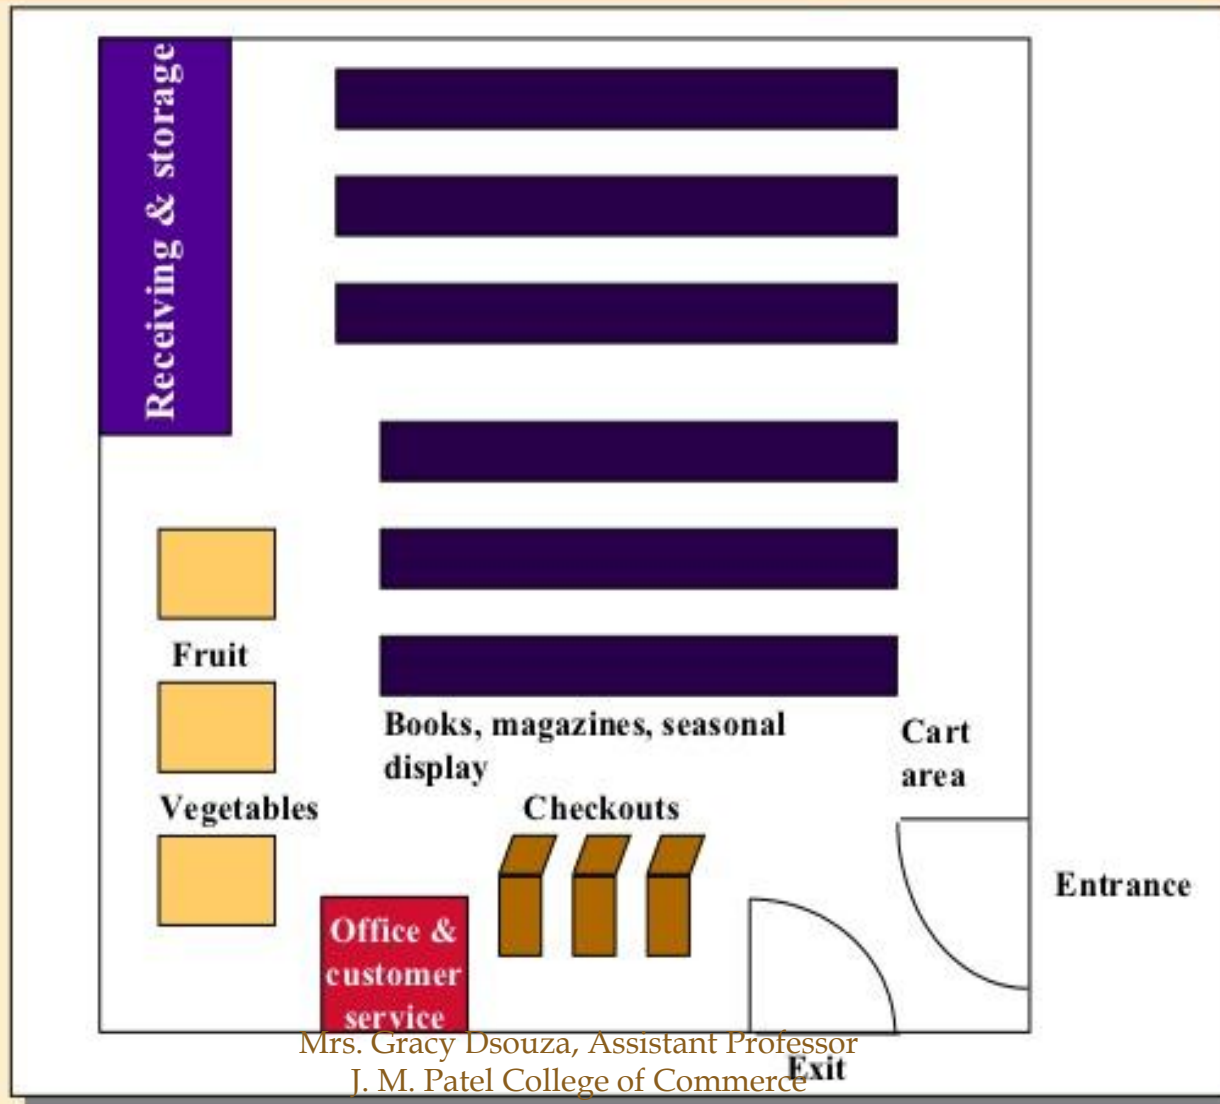 Receiving & storage
Fruit
Books, magazines, seasonal
display
Cart
area
Vegetables
Checkouts
Entrance
Office &
customer
service
Mrs. Gracy Dsouza, Assistant Professor
J. M. Patel College of Commerce
Exit